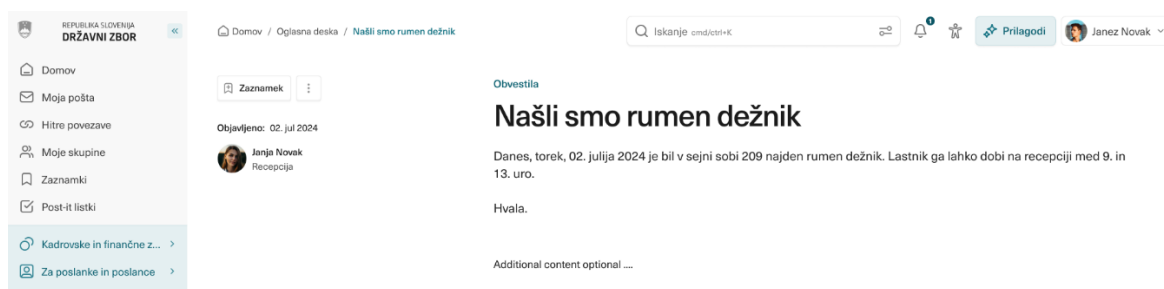 REPUBLIKA SLOVENIJA
DRŽAVNI ZBOR
Domov
Moja pošta
Hitre povezave
Moje skupine
Zaznamki
Post-it listki
Kadrovske in finančne z...
Za poslanke in poslance
Domov / Oglasna deska / Našli smo rumen dežnik
Iskanje cmd/ctrl+K
Prilagodi
Janez Novak
Zaznamek
Objavljeno: 02. jul 2024
Janja Novak
Recepcija
Obvestila
Našli smo rumen dežnik
Danes, torek, 02. julija 2024 je bil v sejni sobi 209 najden rumen dežnik. Lastnik ga lahko dobi na recepciji med 9. in
13. uro.
Hvala.
Additional content optional ....